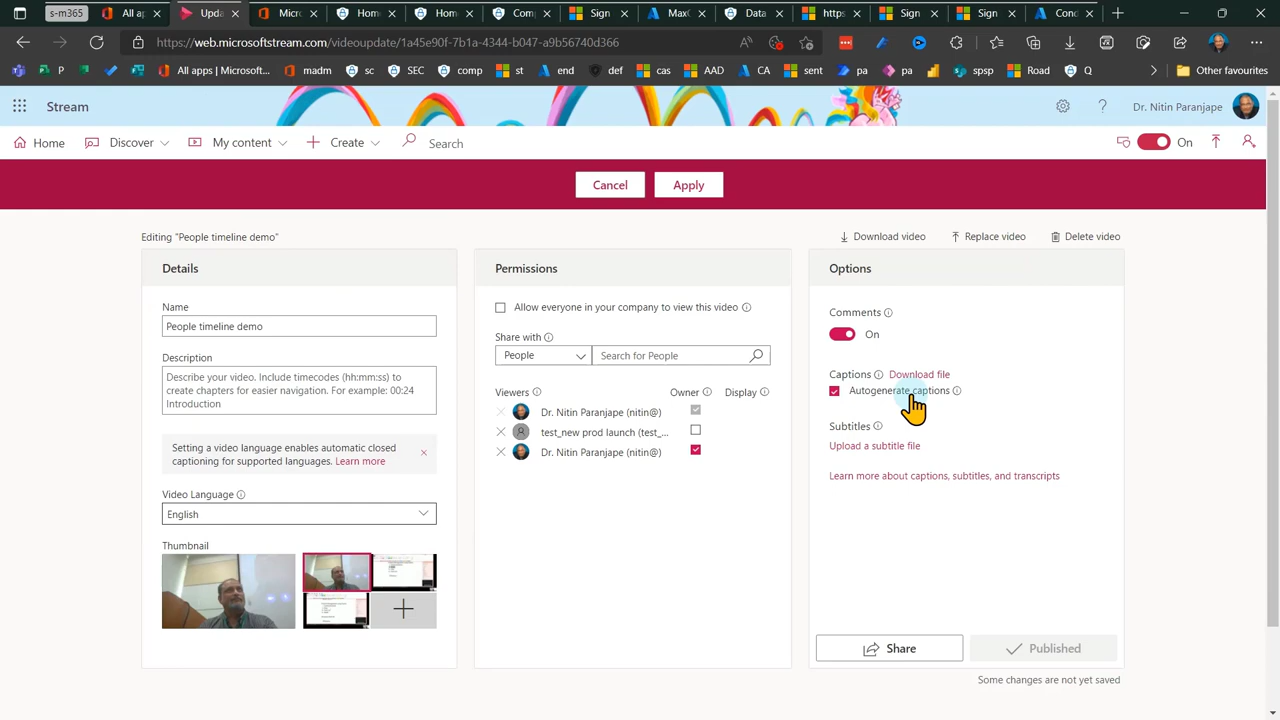 s-m365
All ap
Upda
Micr
Home
Home
Comp
Sign
MaxC
Data
https
Sign
Sign
Cond
https://web.microsoftstream.com/videoupdate/1a45e90f-7b1a-4344-b047-a9b56740d366
P
All apps | Microsoft...
madm
sc
SEC
comp
st
end
def
cas
AAD
CA
sent
pa
pa
spsp
Road
Q
Other favourites
Stream
Dr. Nitin Paranjape
Home
Discover
My content
Create
Search
On
Cancel
Apply
Editing "People timeline demo"
Download video
Replace video
Delete video
Details
Name
People timeline demo
Description
Describe your video. Include timecodes (hh:mm:ss) to
create chapters for easier navigation. For example: 00:24
Introduction
Setting a video language enables automatic closed
captioning for supported languages. Learn more
Video Language
English
Thumbnail
Permissions
Allow everyone in your company to view this video
Share with
People
Search for People
Viewers
Owner
Display
Dr. Nitin Paranjape (nitin@)
test_new prod launch (test_...
Dr. Nitin Paranjape (nitin@)
Options
Comments
On
Captions
Download file
Autogenerate captions
Subtitles
Upload a subtitle file
Learn more about captions, subtitles, and transcripts
Share
Published
Some changes are not yet saved